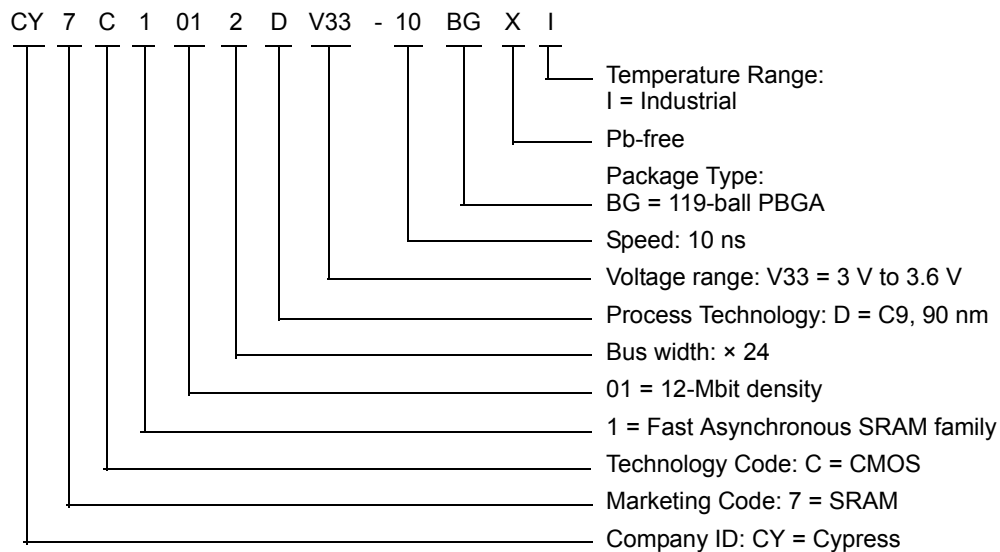 CY 7 C 1 01 2 D V33 - 10 BG X I
Temperature Range:
I = Industrial
Pb-free
Package Type:
BG = 119-ball PBGA
Speed: 10 ns
Voltage range: V33 = 3 V to 3.6 V
Process Technology: D = C9, 90 nm
Bus width: × 24
01 = 12-Mbit density
1 = Fast Asynchronous SRAM family
Technology Code: C = CMOS
Marketing Code: 7 = SRAM
Company ID: CY = Cypress